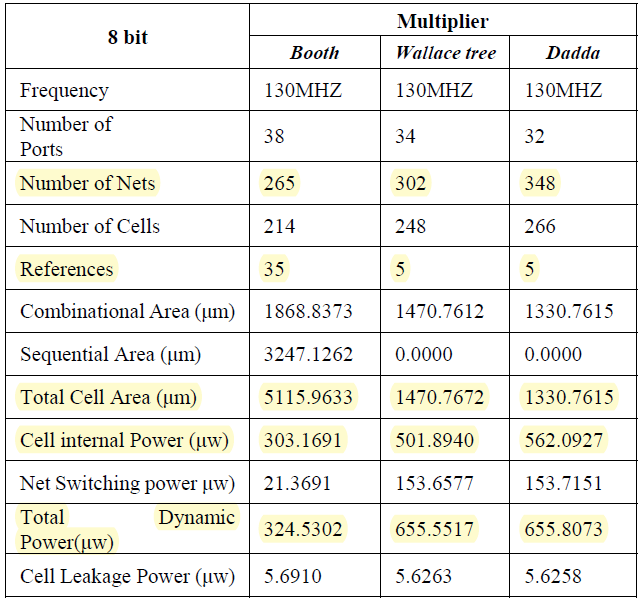 8 bit Multiplier
Booth Wallace tree Dadda
Frequency 130MHZ 130MHZ 130MHZ
Number of
Ports 38 34 32
Number of Nets 265 302 348
Number of Cells 214 248 266
References 35 5 5
Combinational Area (μm) 1868.8373 1470.7612 1330.7615
Sequential Area (μm) 3247.1262 0.0000 0.0000
Total Cell Area (μm) 5115.9633 1470.7672 1330.7615
Cell internal Power (μw) 303.1691 501.8940 562.0927
Net Switching power μw) 21.3691 153.6577 153.7151
Total Dynamic
Power(μw) 324.5302 655.5517 655.8073
Cell Leakage Power (μw) 5.6910 5.6263 5.6258